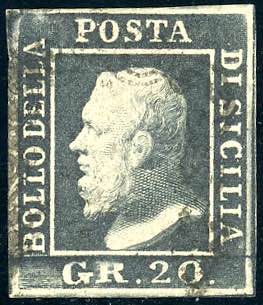 POSTA
BOLLO DELLA
DI SICILIA
GR. 20.